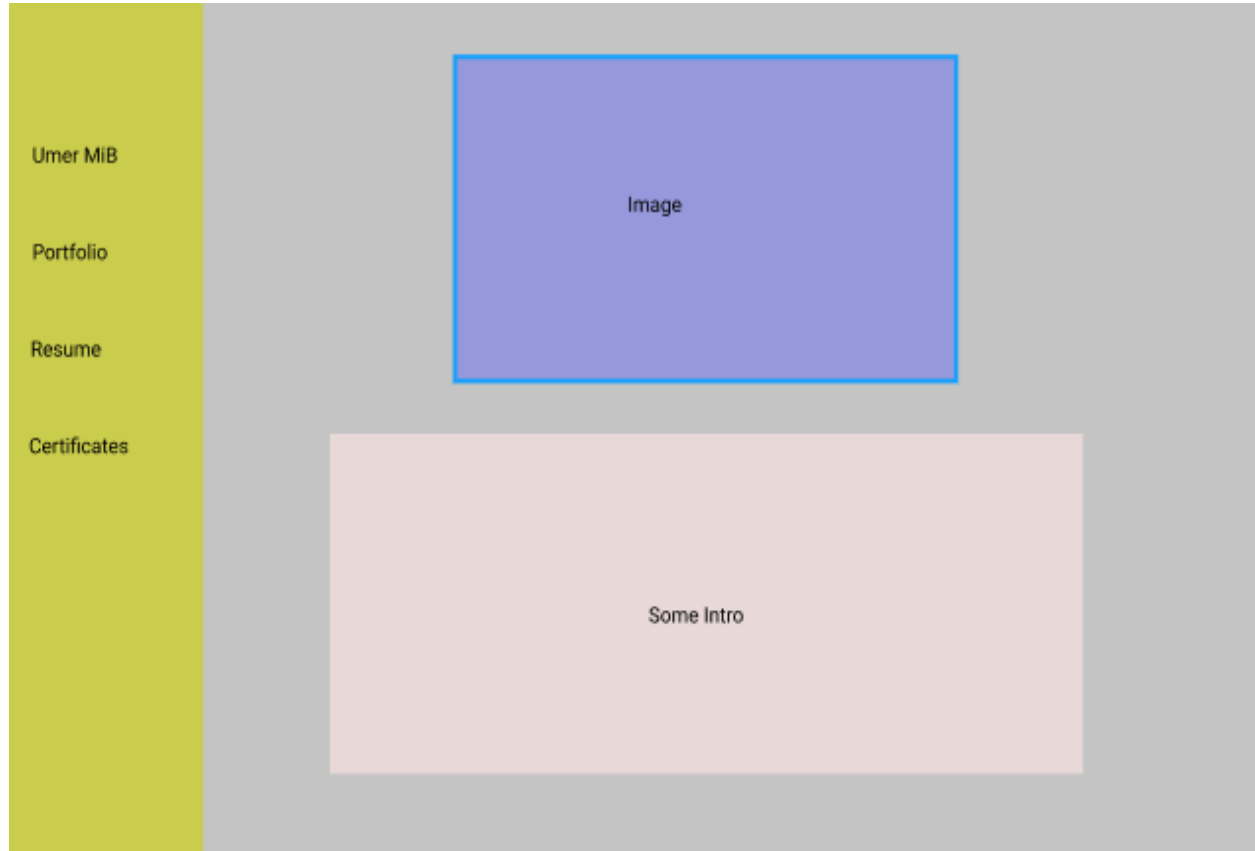 Umer MiB
Portfolio
Resume
Certificates
Image
Some Intro